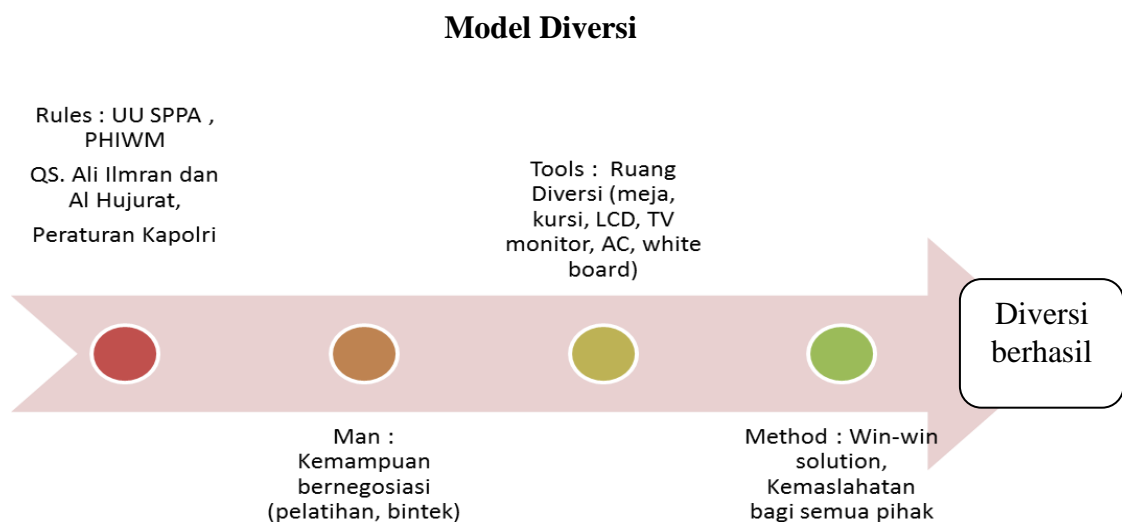 Model Diversi
Rules : UU SPPA ,
PHIWM
QS. Ali Ilmran dan
Al Hujurat,
Peraturan Kapolri
Man :
Kemampuan
bernegosiasi
(pelatihan, bintek)
Tools :  Ruang
Diversi (meja,
kursi, LCD, TV
monitor, AC, white
board)
Method : Win-win
solution,
Kemaslahatan
bagi semua pihak
Diversi
berhasil